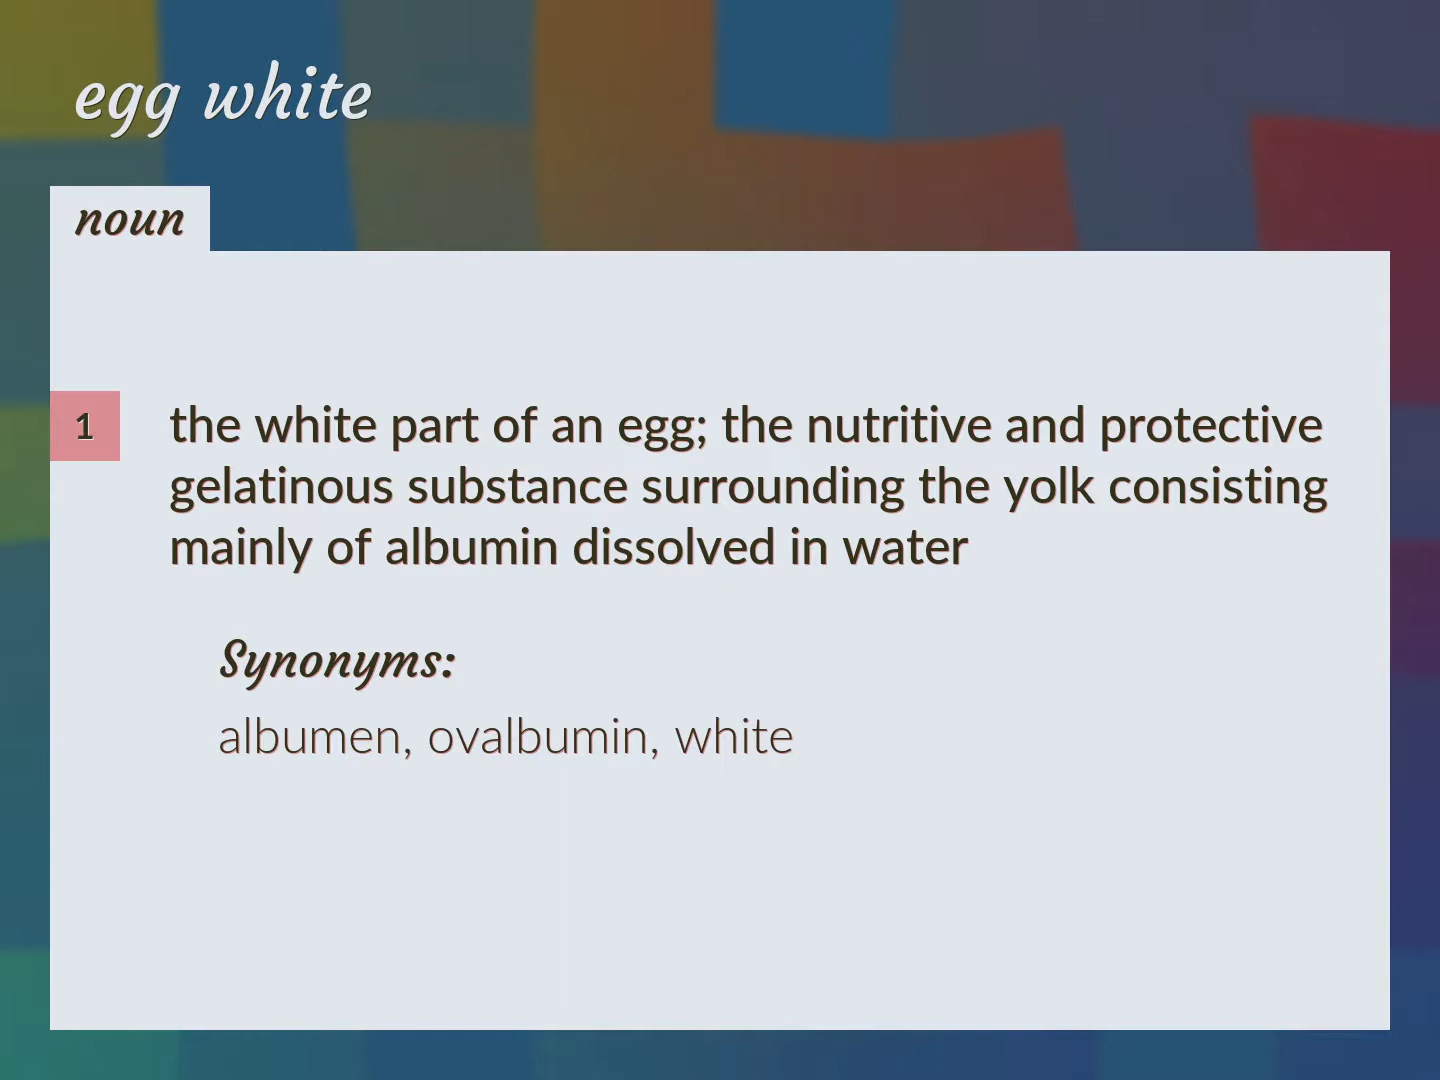 egg white
noun
1
the white part of an egg; the nutritive and protective
gelatinous substance surrounding the yolk consisting
mainly of albumin dissolved in water
Synonyms:
albumen, ovalbumin, white